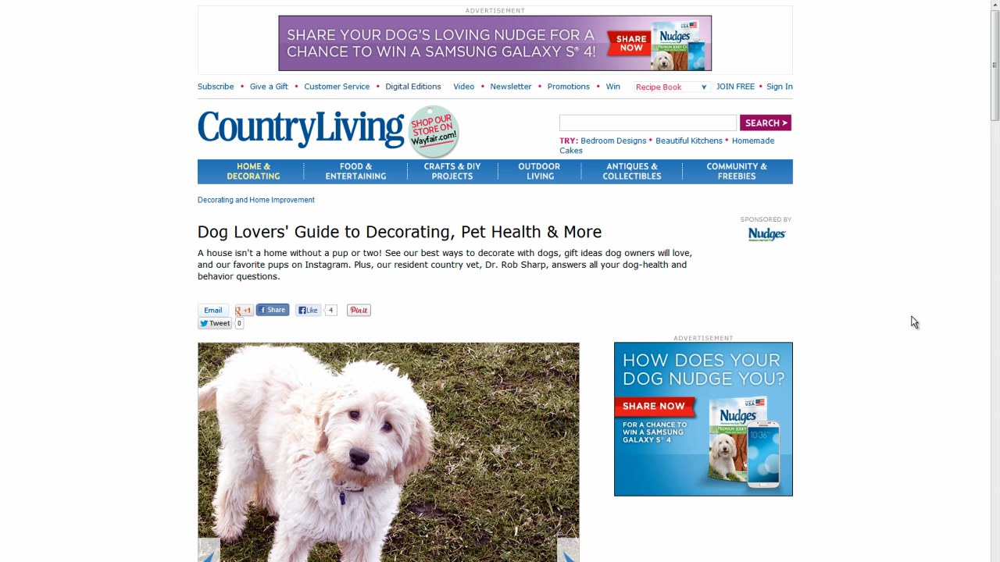 ADVERTISEMENT
SHARE YOUR DOG'S LOVING NUDGE FOR A
CHANCE TO WIN A SAMSUNG GALAXY S® 4!
SHARE
NOW
Nudges
Subscribe • Give a Gift • Customer Service • Digital Editions Video • Newsletter • Promotions • Win Recipe Book JOIN FREE • Sign In
CountryLiving
SHOP OUR
STORE ON
Wayfair.com!
SEARCH
TRY: Bedroom Designs • Beautiful Kitchens • Homemade
Cakes
HOME &
DECORATING
FOOD &
ENTERTAINING
CRAFTS & DIY
PROJECTS
OUTDOOR
LIVING
ANTIQUES &
COLLECTIBLES
COMMUNITY &
FREEBIES
Decorating and Home Improvement
SPONSORED BY
Nudges
Dog Lovers' Guide to Decorating, Pet Health & More
A house isn't a home without a pup or two! See our best ways to decorate with dogs, gift ideas dog owners will love,
and our favorite pups on Instagram. Plus, our resident country vet, Dr. Rob Sharp, answers all your dog-health and
behavior questions.
Email +1 Share Like 4 Pin it
Tweet 0
ADVERTISEMENT
HOW DOES YOUR
DOG NUDGE YOU?
SHARE NOW
FOR A CHANCE TO
WIN A SAMSUNG
GALAXY S® 4
USA
Nudges
PREMIUM JERKY
10:36